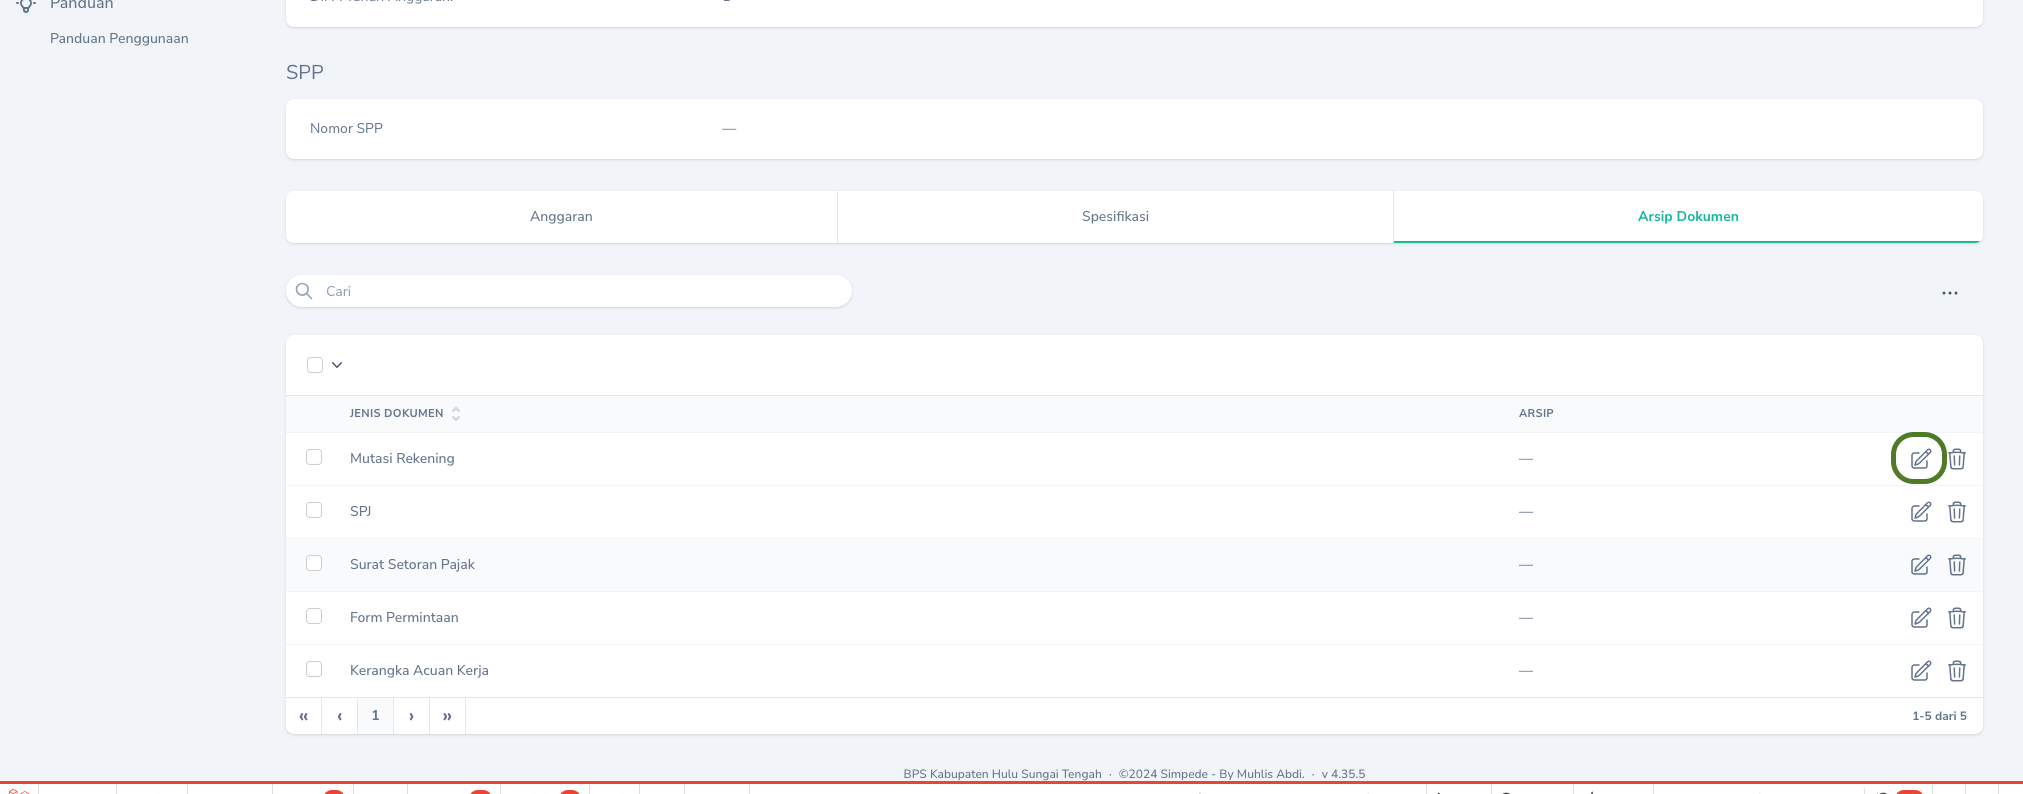 Panduan
Panduan Penggunaan
SPP
Nomor SPP —
Anggaran Spesifikasi Arsip Dokumen
Cari
JENIS DOKUMEN ARSIP
Mutasi Rekening —
SPJ —
Surat Setoran Pajak —
Form Permintaan —
Kerangka Acuan Kerja —
« ‹ 1 › » 1-5 dari 5
BPS Kabupaten Hulu Sungai Tengah · ©2024 Simpede - By Muhlis Abdi. · v 4.35.5